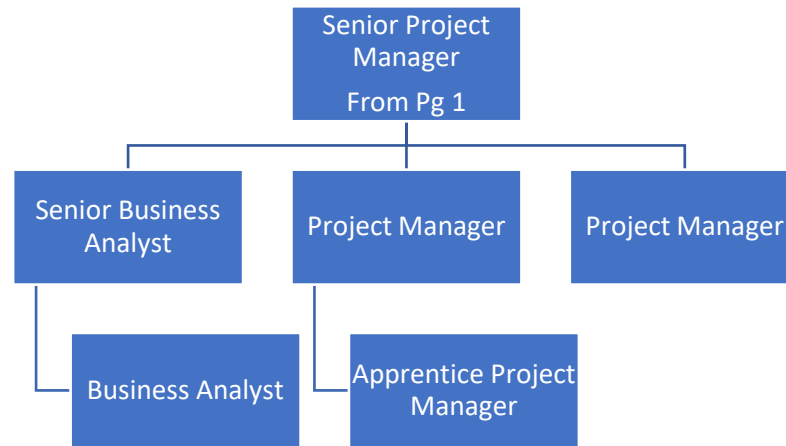 Senior Project
Manager
From Pg 1
Senior Business
Analyst
Project Manager
Project Manager
Business Analyst
Apprentice Project
Manager